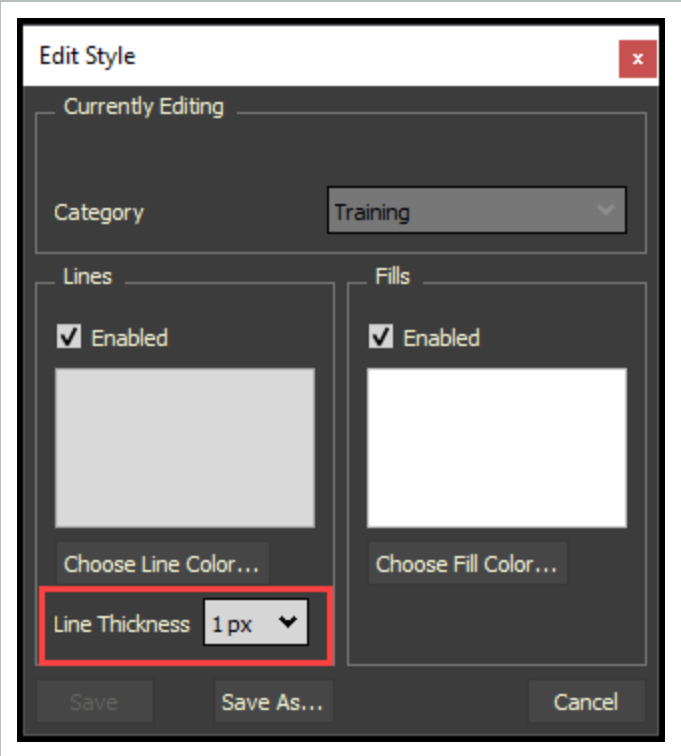 Edit Style
x
Currently Editing
Category
Training
Lines
Enabled
Choose Line Color...
Line Thickness
1 px
Fills
Enabled
Choose Fill Color...
Save
Save As...
Cancel